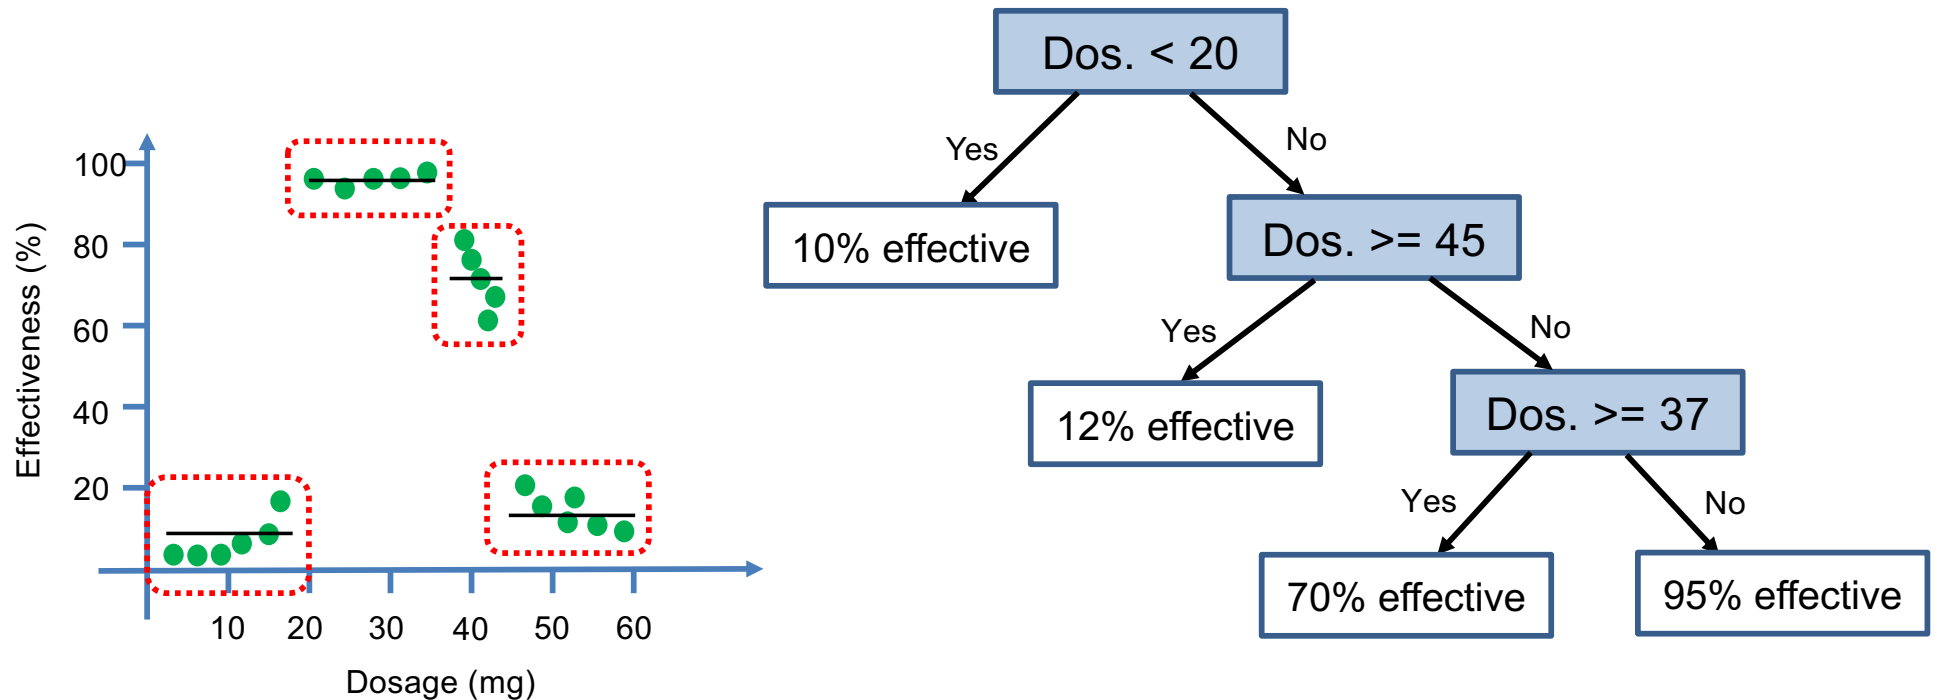 100
80
60
40
20
Effectiveness (%)
10 20 30 40 50 60
Dosage (mg)
Dos. < 20
Yes
No
10% effective
Dos. >= 45
Yes
No
12% effective
Dos. >= 37
Yes
No
70% effective
95% effective